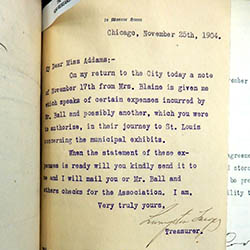 Chicago, November 25th, 1904.
My Dear Miss Addams;-
On my return to the City today a note
of November 17th from Mrs. Blaine is given me
which speaks of certain expenses incurred by
Mr. Ball and possibly another, which you were
to authorize, in their journey to St. Louis
concerning the municipal exhibits.
When the statement of these ex-
penses is ready will you kindly send it to
me and I will mail you or Mr. Ball and
others checks for the Association. I am,
Very truly yours,
Treasurer.
Agreeme